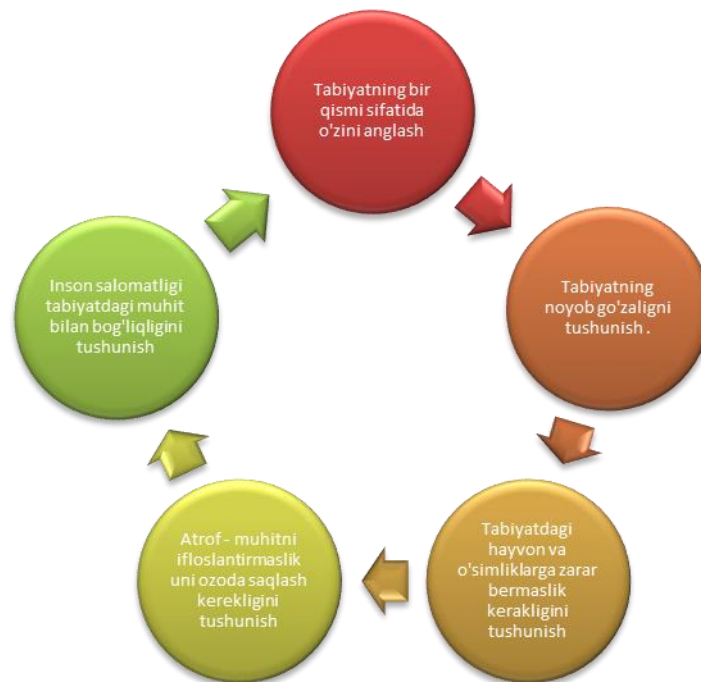 Tabiyatning bir
qismi sifatida
o'zini anglash
Tabiyatning
noyob go'zaligni
tushunish .
Tabiyatdagi
hayvon va
o'simliklarga zarar
bermaslik
kerakligini
tushunish
Atrof - muhitni
ifloslantirmaslik
uni ozoda saqlash
kerekligini
tushunish
Inson salomatligi
tabiyatdagi muhit
bilan bog'liqligini
tushunish